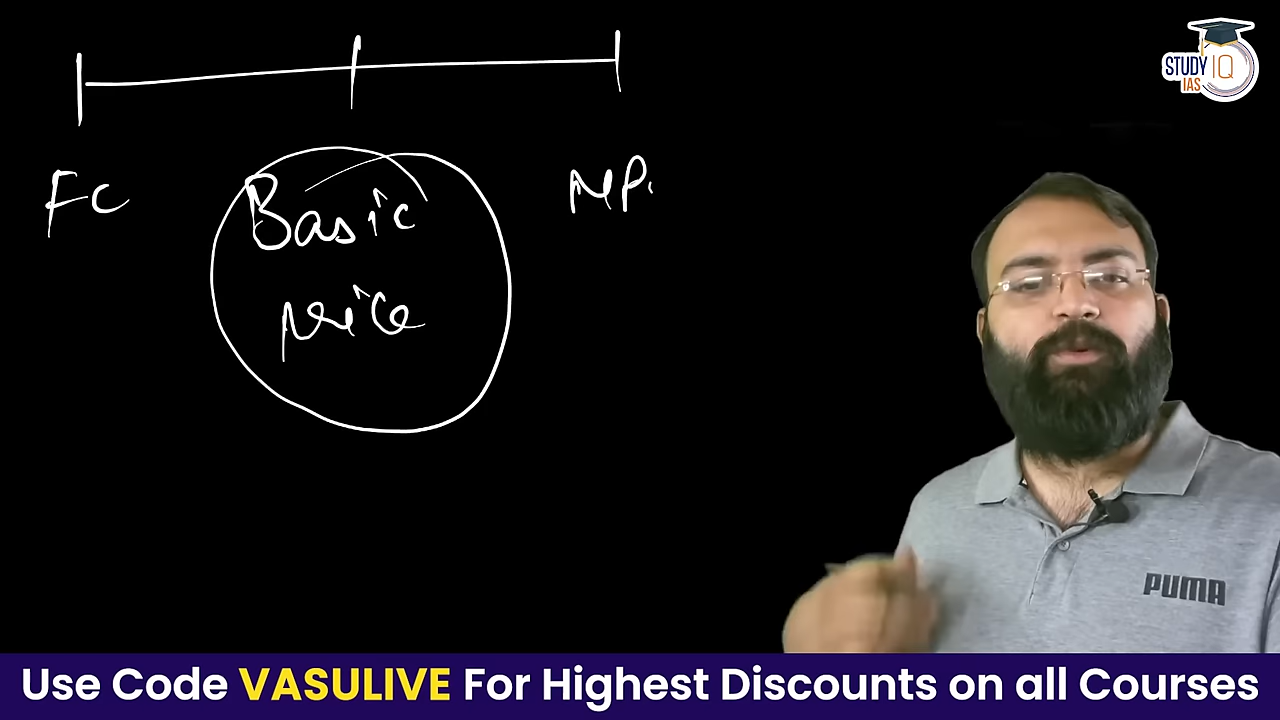 STUDY IQ
IAS
FC
Basic
price
MP.
PUMA
Use Code VASULIVE For Highest Discounts on all Courses